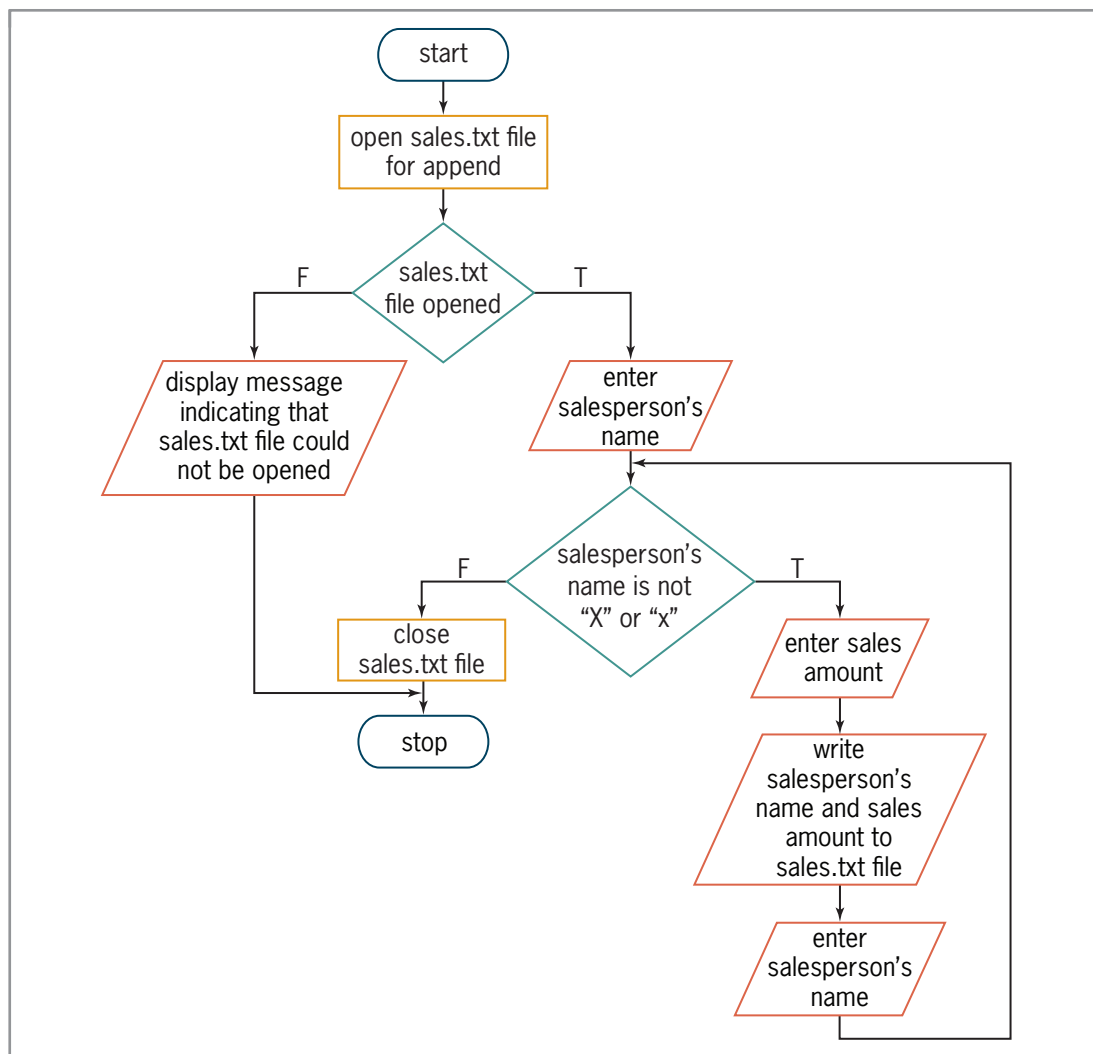 start
open sales.txt file
for append
F
sales.txt
file opened
T
display message
indicating that
sales.txt file could
not be opened
enter
salesperson’s
name
F
salesperson’s
name is not
“X” or “x”
T
close
sales.txt file
stop
enter sales
amount
write
salesperson’s
name and sales
amount to
sales.txt file
enter
salesperson’s
name